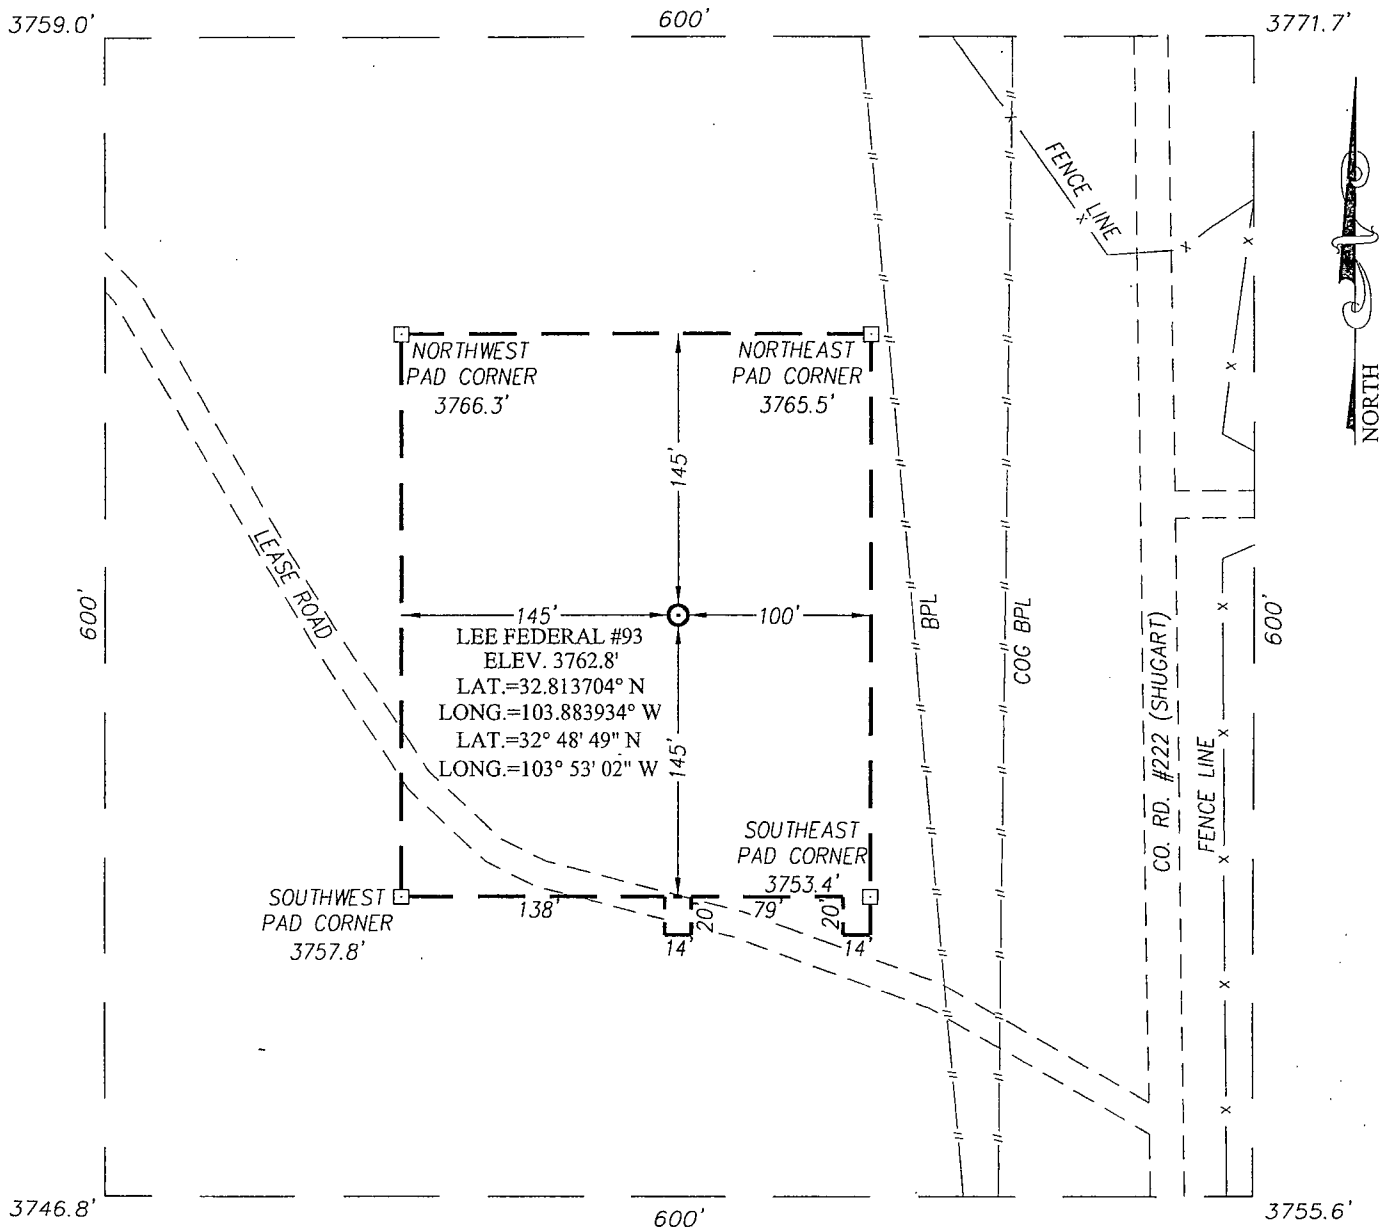 3759.0'
600'
3771.7'
FENCE LINE
NORTH
NORTHWEST
PAD CORNER
3766.3'
NORTHEAST
PAD CORNER
3765.5'
145'
LEASE ROAD
600'
145'
100'
LEE FEDERAL #93
ELEV. 3762.8'
LAT.=32.813704° N
LONG.=103.883934° W
LAT.=32° 48' 49" N
LONG.=103° 53' 02" W
145'
BPL
COG BPL
CO. RD. #222 (SHUGART)
FENCE LINE
600'
SOUTHEAST
PAD CORNER
3753.4'
SOUTHWEST
PAD CORNER
3757.8'
138'
20'
79'
20'
14'
14'
3746.8'
600'
3755.6'